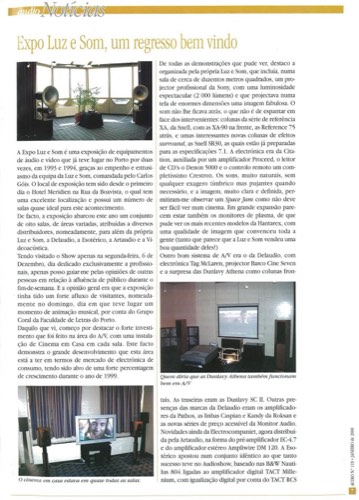 áudio Notícias
Expo Luz e Som, um regresso bem vindo
A Expo Luz e Som é uma exposição de equipamentos
de áudio e vídeo que já teve lugar no Porto por duas
vezes, em 1993 e 1994, graças ao empenho e entusi-
asmo da equipa da Luz e Som, comandada pelo Carlos
Góis. O local de exposição tem sido desde o primeiro
dia o Hotel Meridien na Rua da Boavista, o qual tem
uma excelente localização e possui um número de
salas quase ideal para este acontecimento.
De facto, a exposição abarcou este ano um conjunto
de oito salas, de áreas variadas, atribuídas a diversos
distribuidores, nomeadamente, para além da própria
Luz e Som, a Delaudio, a Esotérico, a Artaudio e a Vi-
deoacústica.
Tendo visitado o Show apenas na segunda-feira, 6 de
Dezembro, dia dedicado exclusivamente a profissio-
nais, apenas posso guiar-me pelas opiniões de outras
pessoas em relação à afluência de público durante o
fim-de-semana. E a opinião geral era que a exposição
tinha tido um forte afluxo de visitantes, nomeada-
mente no domingo, dia em que teve lugar um
momento de animação musical, por conta do Grupo
Geral da Faculdade de Letras do Porto.
Daquilo que vi, começo por destacar o forte investi-
mento que foi feito na área do A/V, com uma instala-
ção de Cinema em Casa em cada sala. Este facto
demonstra o grande desenvolvimento que esta área
está a ter em termos de mercado de electrónica de
consumo, tendo sido alvo de uma forte percentagem
de crescimento durante o ano de 1999.
O cinema em casa estava em quase todas as salas
De todas as demonstrações que pude ver, destaco a
organizada pela própria Luz e Som, que incluía, numa
sala de cerca de duzentos metros quadrados, um pro-
jector profissional da Sony, com uma luminosidade
espectacular (2 000 lúmens) e que projectava numa
tela de enormes dimensões uma imagem fabulosa. O
som não lhe ficava atrás, o que não é de espantar em
face dos intervenientes: colunas da série de referência
XA, da Snell, com as XA-90 na frente, as Reference 75
atrás, e umas interessantes novas colunas de efeitos
surround, as Snell SR30, as quais estão já preparadas
para as especificações 7.1. A electrónica era da Cita-
tion, auxiliada por um amplificador Proceed, o leitor
de CD's o Denon 5000 e o controlo remoto um com-
pletíssimo Crestron. Os sons, muito naturais, sem
qualquer exagero tímbrico mas pujantes quando
necessário, e a imagem, muito clara e definida, per-
mitiram-me observar um Space Jam como não deve
ser fácil ver num cinema. Em grande expansão pare-
cem estar também os monitores de plasma, de que
pude ver os mais recentes modelos da Hantarex, com
uma qualidade de imagem que convenceu toda a
gente (tanto que parece que a Luz e Som vendeu uma
boa quantidade deles!)
Outro bom sistema de A/V era o da Delaudio, com
electrónica Tag McLaren, projector Barco Cine Seven
e a surpresa das Dunlavy Athena como colunas fron-
Quem diria que as Dunlavy Athena também funcionam
bem em A/V
tais. As traseiras eram as Dunlavy SC II. Outras pre-
senças das marcas da Delaudio eram os amplificado-
res da Pathos, as linhas Caspian e Kandy da Roksan e
as novas séries de preço acessível da Monitor Audio.
Novidades ainda da Electrocompaniet, agora distribuí-
da pela Artaudio, na forma do pré-amplificador EC-4.7
e do amplificador estéreo Ampliwire DM 120. A Eso-
térico apostou num conjunto idêntico ao que tanto
sucesso teve no Audioshow, baseado nas B&W Nauti-
lus 804 ligadas ao amplificador digital TACT Mille-
nium, com igualização digital por conta do TACT RCS